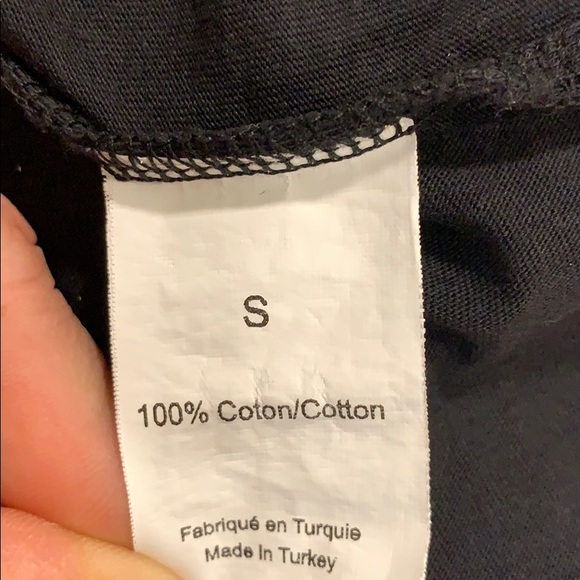 S
100% Coton/Cotton
Fabriqué en Turquie
Made In Turkey